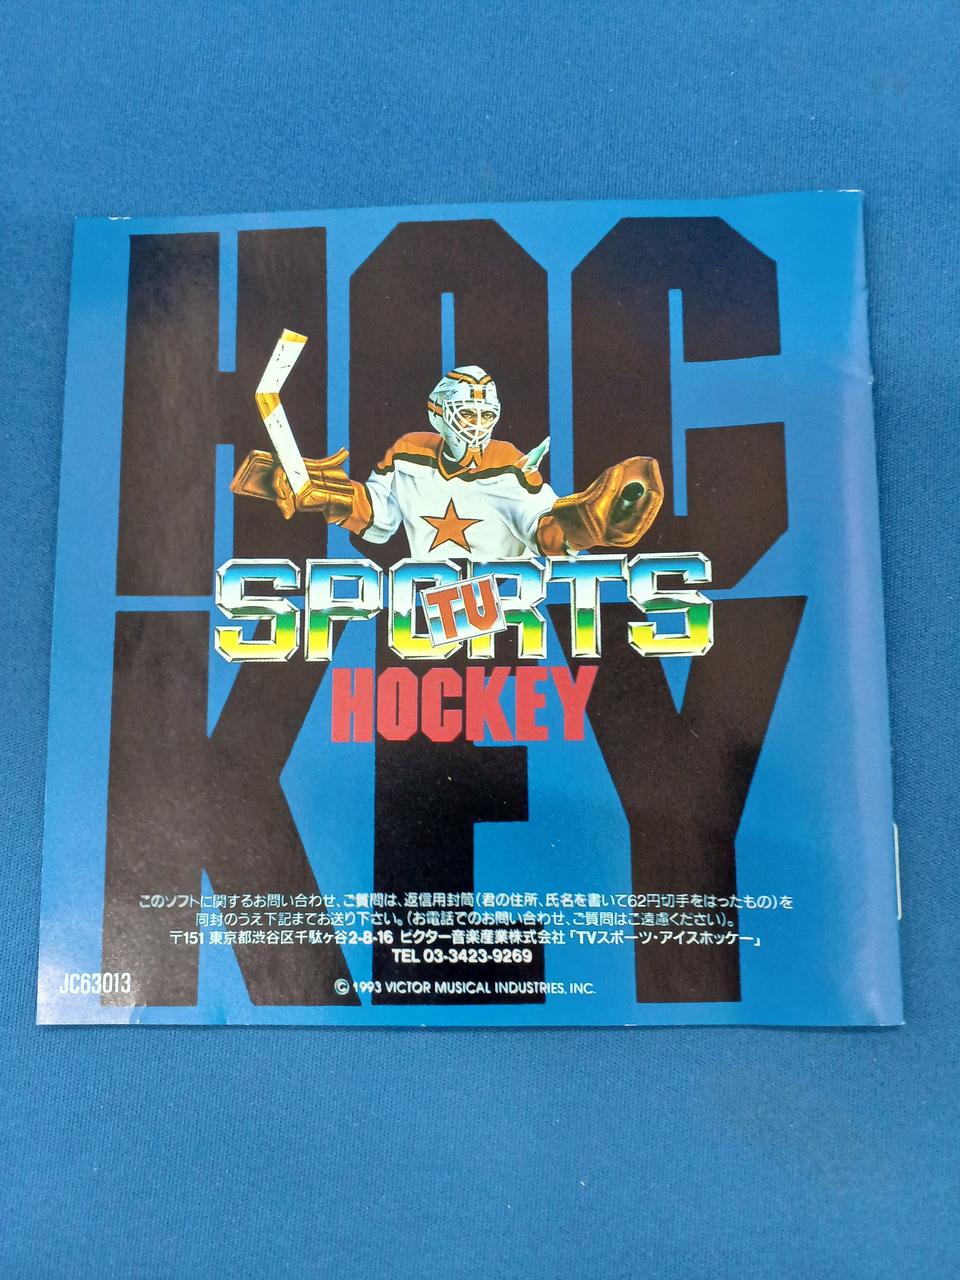 HOC
KEY
SPORTS
TV
HOCKEY
このソフトに関するお問い合わせ、ご質問は、返信用封筒(君の住所、氏名を書いて62円切手をはったもの)を
同封のうえ下記までお送り下さい。(お電話でのお問い合わせ、ご質問はご遠慮ください)。
〒151 東京都渋谷区千駄ヶ谷2-8-16 ビクター音楽産業株式会社「TVスポーツ・アイスホッケー」
TEL 03-3423-9269
JC63013
© 1993 VICTOR MUSICAL INDUSTRIES, INC.